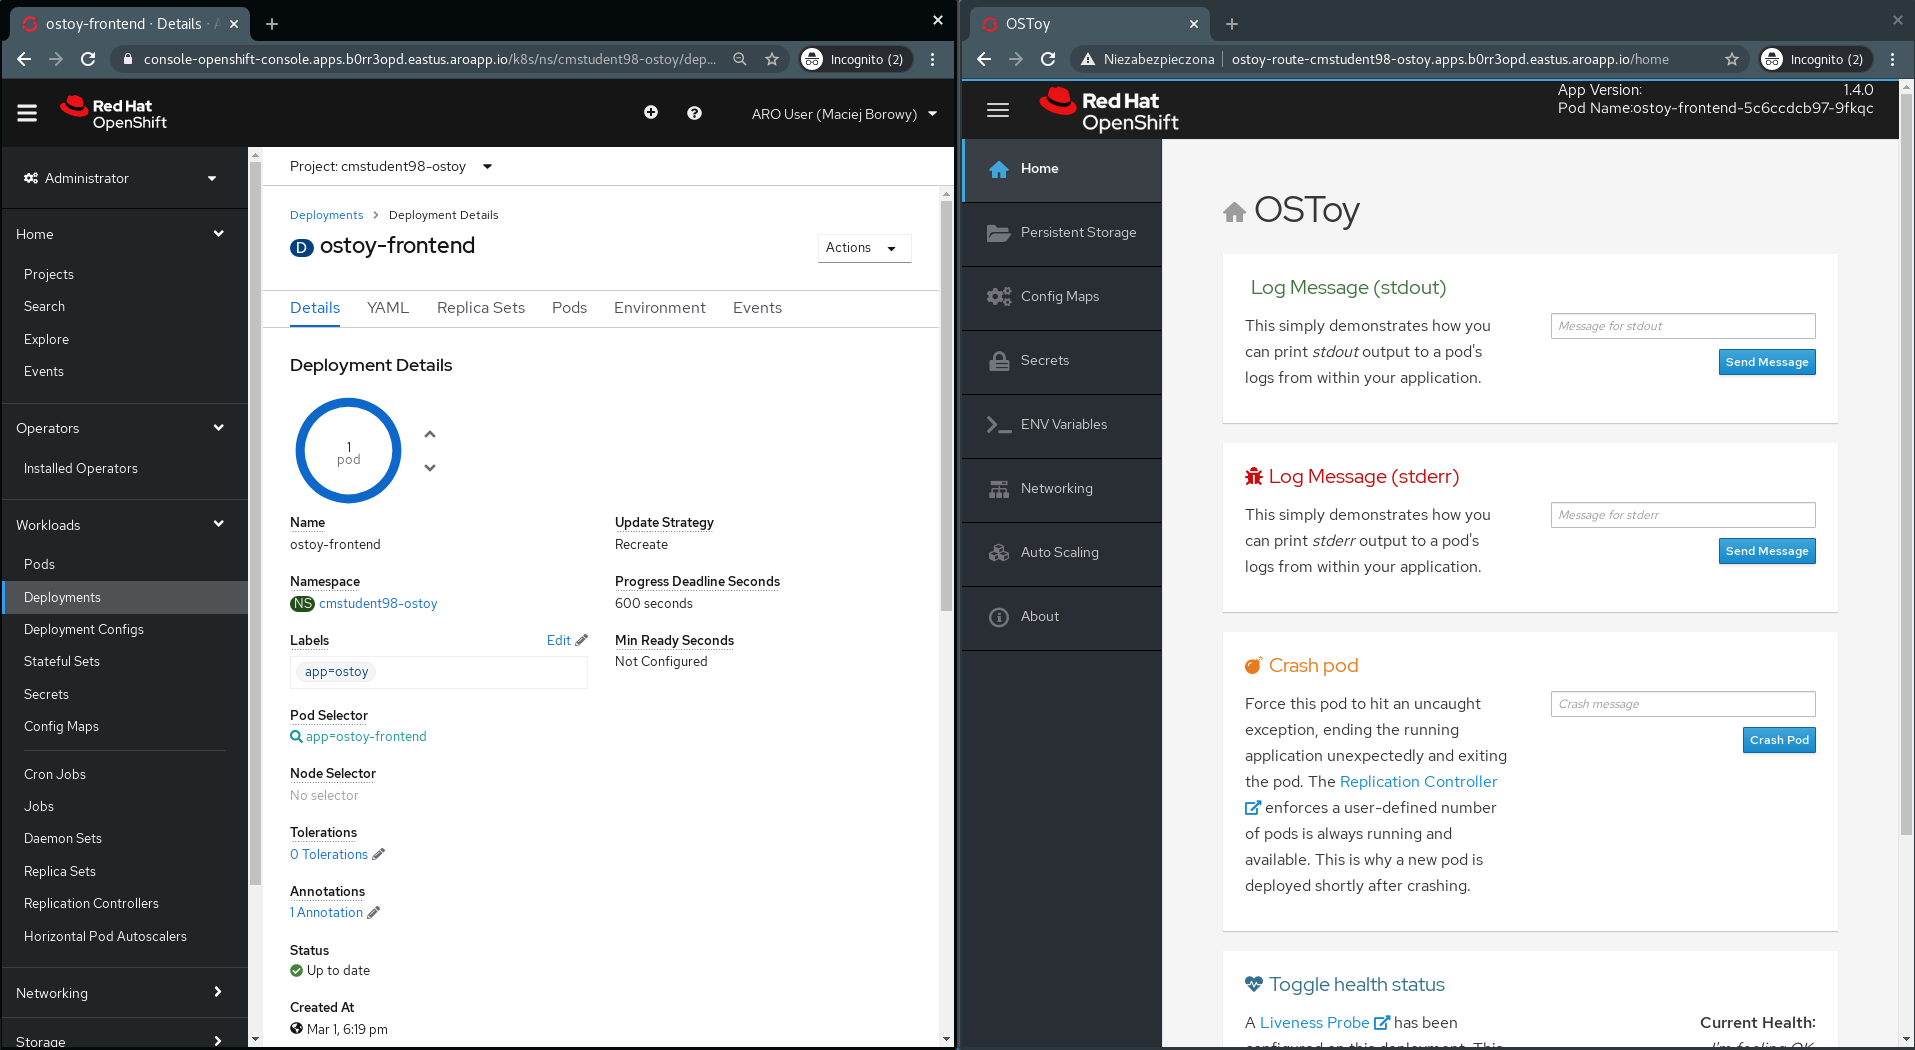 ostoy-frontend · Details ·
console-openshift-console.apps.b0rr3opd.eastus.aroapp.io/k8s/ns/cmstudent98-ostoy/dep...
Incognito (2)
Red Hat
OpenShift
ARO User (Maciej Borowy)
Administrator
Home
Projects
Search
Explore
Events
Operators
Installed Operators
Workloads
Pods
Deployments
Deployment Configs
Stateful Sets
Secrets
Config Maps
Cron Jobs
Jobs
Daemon Sets
Replica Sets
Replication Controllers
Horizontal Pod Autoscalers
Networking
Storage
Project: cmstudent98-ostoy
Deployments > Deployment Details
D ostoy-frontend
Actions
Details YAML Replica Sets Pods Environment Events
Deployment Details
1
pod
Name
ostoy-frontend
Namespace
NS cmstudent98-ostoy
Labels Edit
app=ostoy
Pod Selector
app=ostoy-frontend
Node Selector
No selector
Tolerations
0 Tolerations
Annotations
1 Annotation
Status
Up to date
Created At
Mar 1, 6:19 pm
Update Strategy
Recreate
Progress Deadline Seconds
600 seconds
Min Ready Seconds
Not Configured
OSToy
Niezabezpieczona ostoy-route-cmstudent98-ostoy.apps.b0rr3opd.eastus.aroapp.io/home
Incognito (2)
Red Hat
OpenShift
App Version: 1.4.0
Pod Name:ostoy-frontend-5c6ccdcb97-9fkqc
Home
Persistent Storage
Config Maps
Secrets
ENV Variables
Networking
Auto Scaling
About
OSToy
Log Message (stdout)
This simply demonstrates how you
can print stdout output to a pod's
logs from within your application.
Message for stdout
Send Message
Log Message (stderr)
This simply demonstrates how you
can print stderr output to a pod's
logs from within your application.
Message for stderr
Send Message
Crash pod
Force this pod to hit an uncaught
exception, ending the running
application unexpectedly and exiting
the pod. The Replication Controller
enforces a user-defined number
of pods is always running and
available. This is why a new pod is
deployed shortly after crashing.
Crash message
Crash Pod
Toggle health status
A Liveness Probe has been
configured on this deployment. This
Current Health:
I'm feeling OK